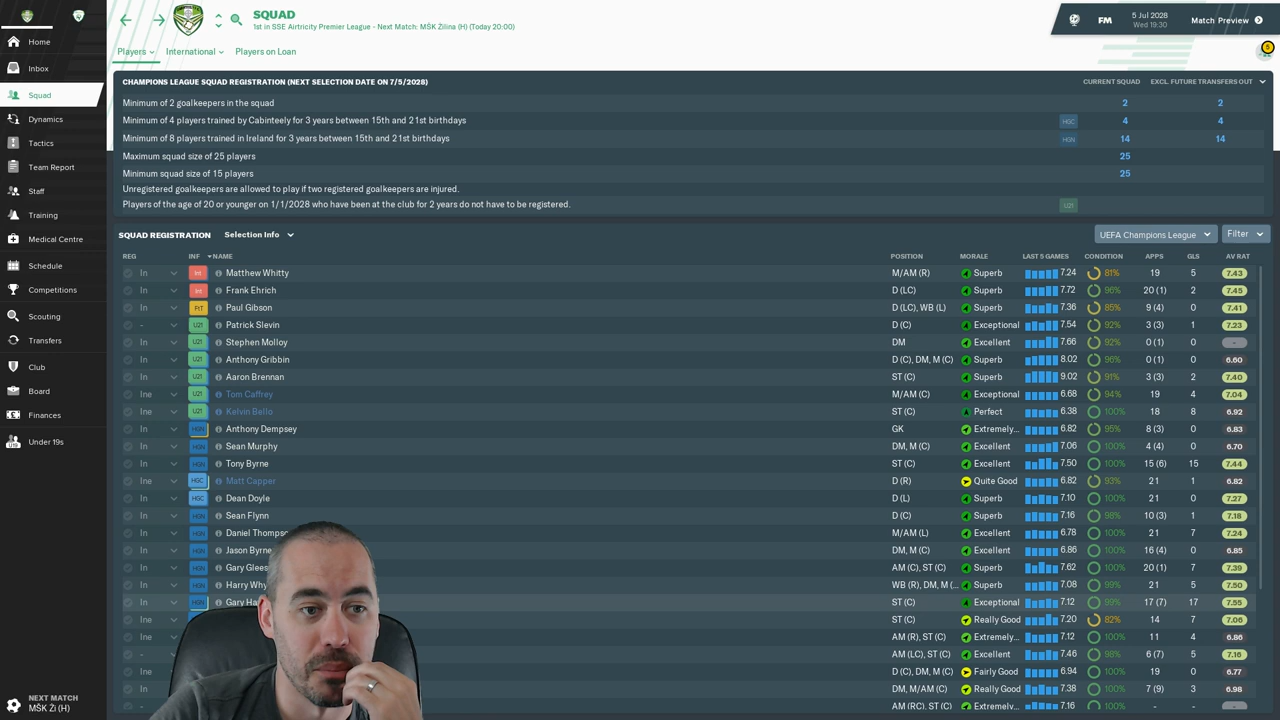 SQUAD
1st in SSE Airtricity Premier League - Next Match: MŠK Žilina (H) (Today 20:00)
FM
5 Jul 2028
Wed 19:30
Match Preview
Home
Inbox
Squad
Dynamics
Tactics
Team Report
Staff
Training
Medical Centre
Schedule
Competitions
Scouting
Transfers
Club
Board
Finances
Under 19s
NEXT MATCH
MŠK ŽI (H)
Players International Players on Loan
CHAMPIONS LEAGUE SQUAD REGISTRATION (NEXT SELECTION DATE ON 7/5/2028) CURRENT SQUAD EXCL. FUTURE TRANSFERS OUT
Minimum of 2 goalkeepers in the squad 2 2
Minimum of 4 players trained by Cabinteely for 3 years between 15th and 21st birthdays HGC 4 4
Minimum of 8 players trained in Ireland for 3 years between 15th and 21st birthdays HGN 14 14
Maximum squad size of 25 players 25
Minimum squad size of 15 players 25
Unregistered goalkeepers are allowed to play if two registered goalkeepers are injured.
Players of the age of 20 or younger on 1/1/2028 who have been at the club for 2 years do not have to be registered. U21
SQUAD REGISTRATION Selection Info UEFA Champions League Filter
REG INF NAME POSITION MORALE LAST 5 GAMES CONDITION APPS GLS AV RAT
In Int Matthew Whitty M/AM (R) Superb 7.24 81% 19 5 7.43
In Int Frank Ehrich D (LC) Superb 7.72 96% 20 (1) 2 7.45
In FtT Paul Gibson D (LC), WB (L) Superb 7.36 85% 9 (4) 0 7.41
- U21 Patrick Slevin D (C) Exceptional 7.54 92% 3 (3) 1 7.23
In U21 Stephen Molloy DM Excellent 7.66 92% 0 (1) 0 -
In U21 Anthony Gribbin D (C), DM, M (C) Superb 8.02 96% 0 (1) 0 6.60
In U21 Aaron Brennan ST (C) Superb 9.02 91% 3 (3) 2 7.40
Ine U21 Tom Caffrey M/AM (C) Exceptional 6.68 94% 19 4 7.04
Ine U21 Kelvin Bello ST (C) Perfect 6.38 100% 18 8 6.92
In HGN Anthony Dempsey GK Extremely... 6.82 95% 8 (3) 0 6.83
In HGN Sean Murphy DM, M (C) Excellent 7.06 100% 4 (4) 0 6.70
In HGN Tony Byrne ST (C) Excellent 7.50 100% 15 (6) 15 7.44
Ine HGC Matt Capper D (R) Quite Good 6.82 93% 21 1 6.82
In HGC Dean Doyle D (L) Superb 7.10 100% 21 0 7.27
In HGN Sean Flynn D (C) Superb 7.16 98% 10 (3) 1 7.18
In HGN Daniel Thomps M/AM (L) Excellent 6.78 100% 21 7 7.24
In HGN Jason Byrne DM, M (C) Excellent 6.86 100% 16 (4) 0 6.85
In HGN Gary Glees AM (C), ST (C) Superb 7.62 100% 20 (1) 7 7.39
In HGN Harry Why WB (R), DM, M (... Superb 7.08 99% 21 5 7.50
In HGN Gary Ha ST (C) Exceptional 7.12 99% 17 (7) 17 7.55
Ine ST (C) Really Good 7.20 82% 14 7 7.06
Ine AM (R), ST (C) Extremely... 7.12 100% 11 4 6.86
- AM (LC), ST (C) Excellent 7.46 98% 6 (7) 5 7.16
Ine D (C), DM, M (C) Fairly Good 6.94 100% 19 0 6.77
In DM, M/AM (C) Really Good 7.38 100% 7 (9) 3 6.98
- AM (RC), ST (C) Extremely... 7.16 100% - - -